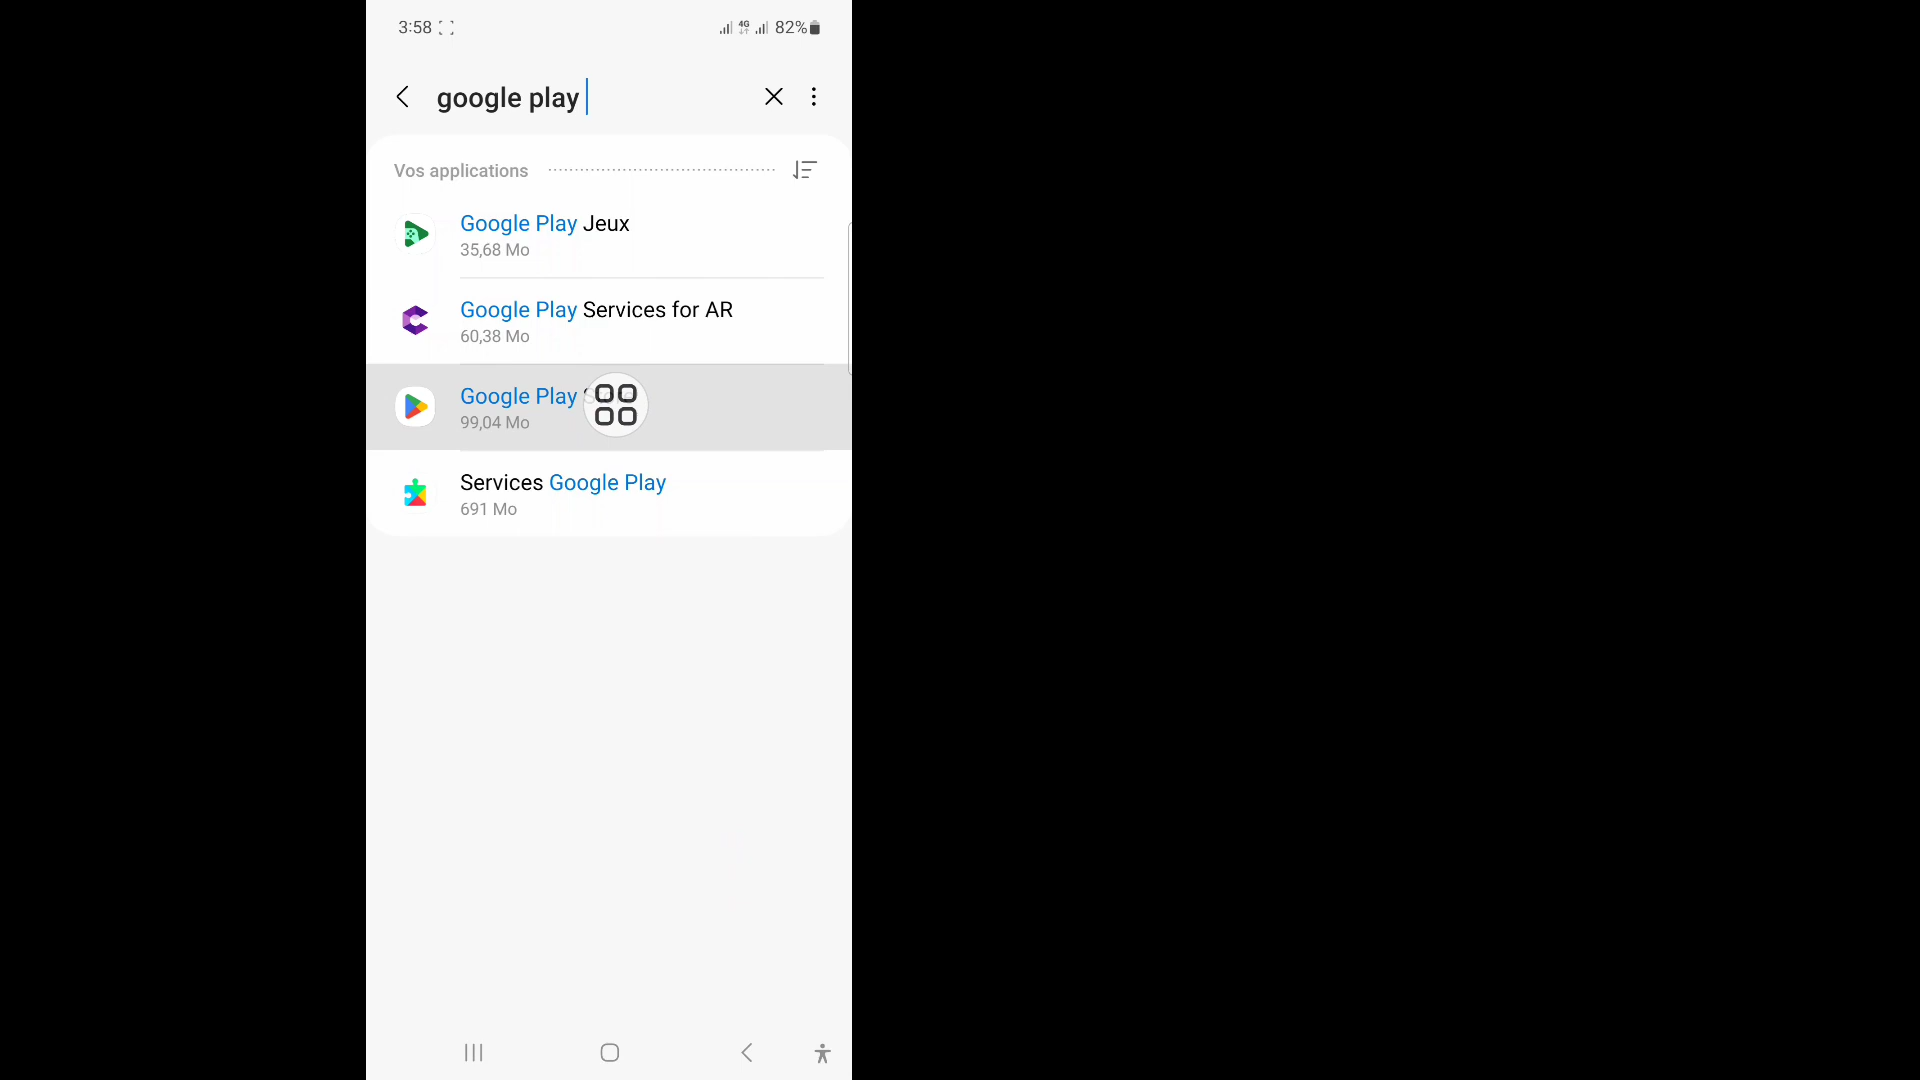 3:58 4G 82%
google play
Vos applications
Google Play Jeux
35,68 Mo
Google Play Services for AR
60,38 Mo
Google Play
99,04 Mo
Services Google Play
691 Mo